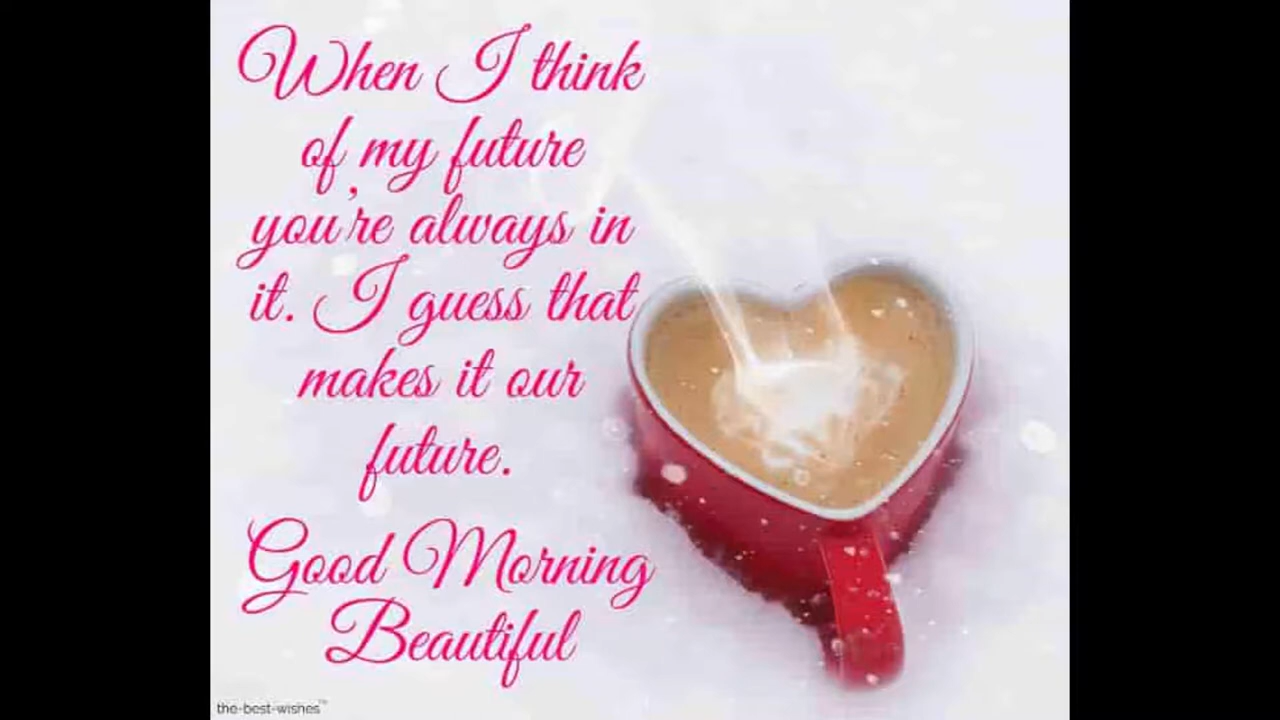 When I think
of my future
you're always in
it. I guess that
makes it our
future.
Good Morning
Beautiful
the-best-wishes™